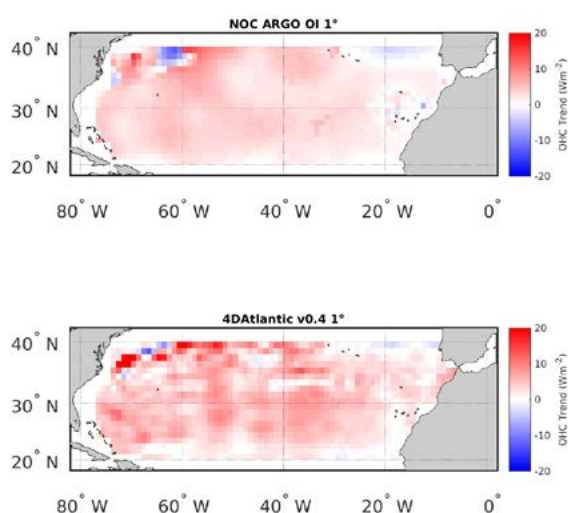 NOC ARGO OI 1°
40° N
30° N
20° N
80° W
60° W
40° W
20° W
0°
20
10
0
-10
-20
OHC Trend (Wm-2)
4DAtlantic v0.4 1°
40° N
30° N
20° N
80° W
60° W
40° W
20° W
0°
20
10
0
-10
-20
OHC Trend (Wm-2)